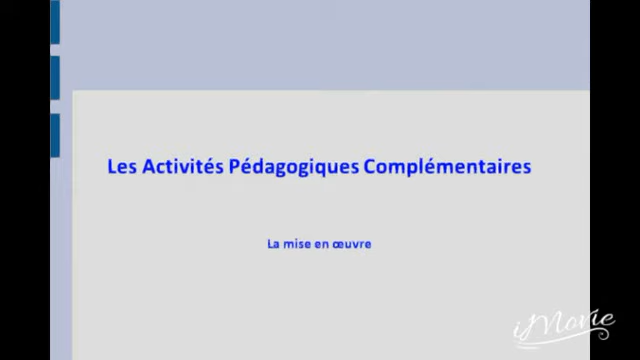 Les Activités Pédagogiques Complémentaires
La mise en œuvre
iMovie